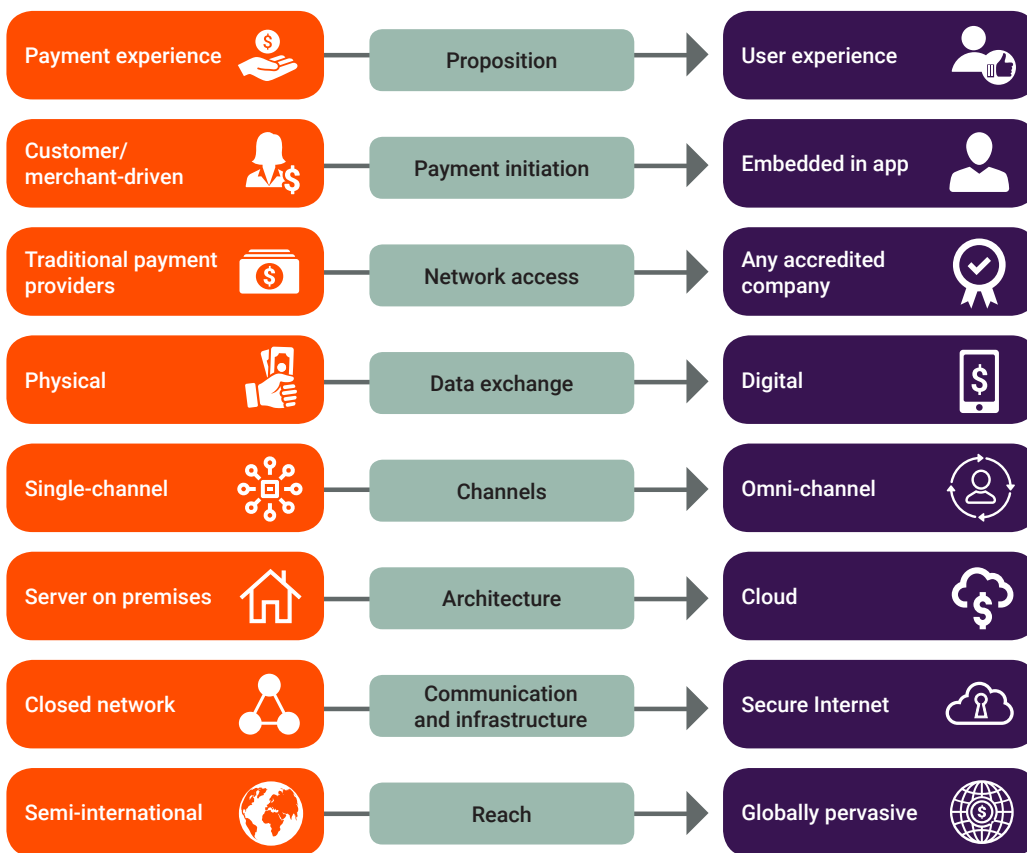 Payment experience
Proposition
User experience
Customer/
merchant-driven
Payment initiation
Embedded in app
Traditional payment
providers
Network access
Any accredited
company
Physical
Data exchange
Digital
Single-channel
Channels
Omni-channel
Server on premises
Architecture
Cloud
Closed network
Communication
and infrastructure
Secure Internet
Semi-international
Reach
Globally pervasive